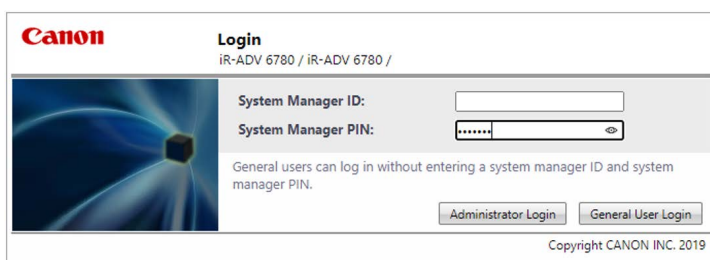 Canon
Login
iR-ADV 6780 / iR-ADV 6780 /
System Manager ID:
System Manager PIN:
•••••••
General users can log in without entering a system manager ID and system
manager PIN.
Administrator Login
General User Login
Copyright CANON INC. 2019